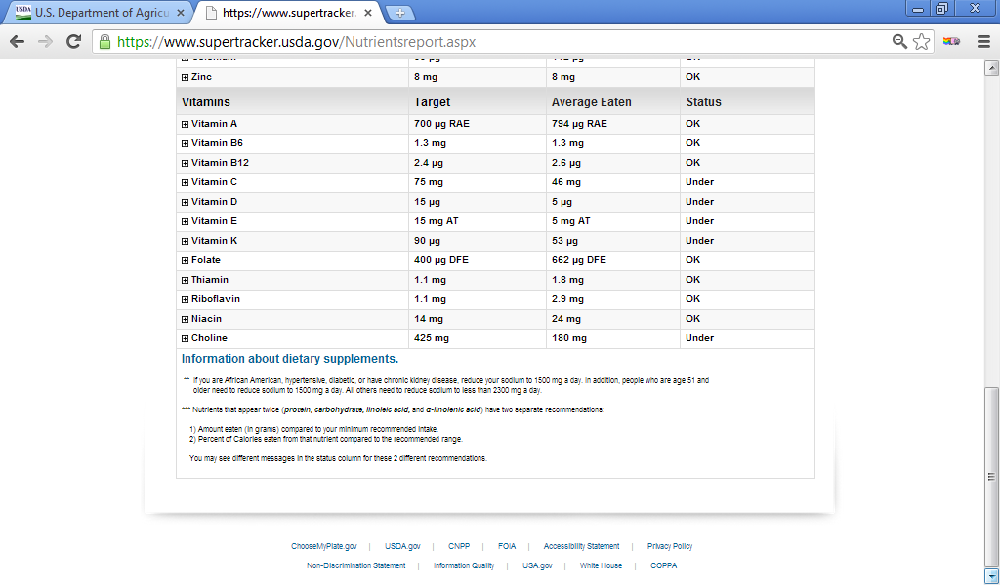 U.S. Department of Agricu
https://www.supertracker.
https://www.supertracker.usda.gov/Nutrientsreport.aspx
Zinc 8 mg 8 mg OK
Vitamins Target Average Eaten Status
Vitamin A 700 µg RAE 794 µg RAE OK
Vitamin B6 1.3 mg 1.3 mg OK
Vitamin B12 2.4 µg 2.6 µg OK
Vitamin C 75 mg 46 mg Under
Vitamin D 15 µg 5 µg Under
Vitamin E 15 mg AT 5 mg AT Under
Vitamin K 90 µg 53 µg Under
Folate 400 µg DFE 662 µg DFE OK
Thiamin 1.1 mg 1.8 mg OK
Riboflavin 1.1 mg 2.9 mg OK
Niacin 14 mg 24 mg OK
Choline 425 mg 180 mg Under
Information about dietary supplements.
** If you are African American, hypertensive, diabetic, or have chronic kidney disease, reduce your sodium to 1500 mg a day. In addition, people who are age 51 and
older need to reduce sodium to 1500 mg a day. All others need to reduce sodium to less than 2300 mg a day.
*** Nutrients that appear twice (protein, carbohydrate, linoleic acid, and α-linolenic acid) have two separate recommendations:
1) Amount eaten (in grams) compared to your minimum recommended intake.
2) Percent of Calories eaten from that nutrient compared to the recommended range.
You may see different messages in the status column for these 2 different recommendations.
ChooseMyPlate.gov | USDA.gov | CNPP | FOIA | Accessibility Statement | Privacy Policy
Non-Discrimination Statement | Information Quality | USA.gov | White House | COPPA